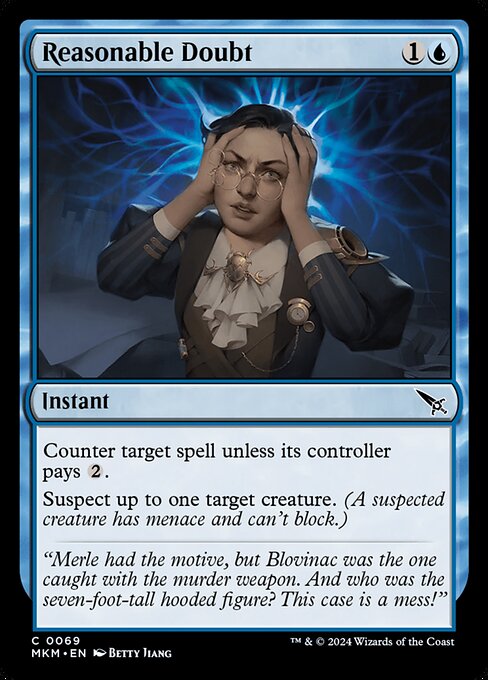 Reasonable Doubt 1
Instant
Counter target spell unless its controller
pays 2.
Suspect up to one target creature. (A suspected
creature has menace and can't block.)
“Merle had the motive, but Blovinac was the one
caught with the murder weapon. And who was the
seven-foot-tall hooded figure? This case is a mess!”
C 0069
MKM • EN Betty Jiang
™ & © 2024 Wizards of the Coast